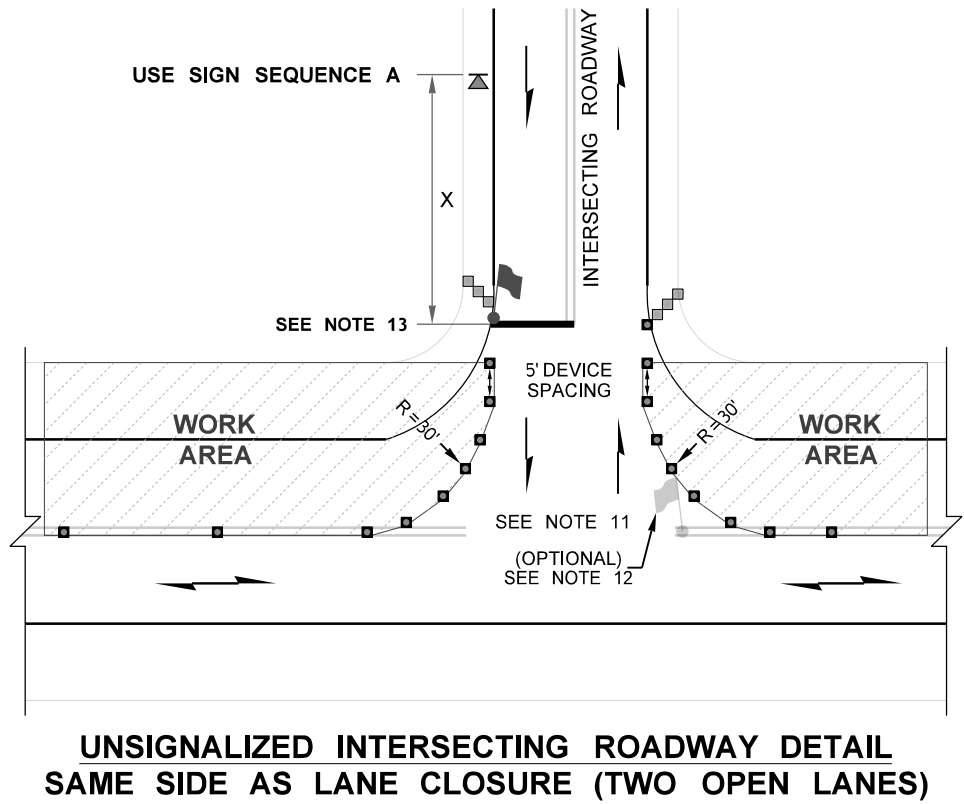 USE SIGN SEQUENCE A
INTERSECTING ROADWAY
X
SEE NOTE 13
5' DEVICE
SPACING
R = 30'
R = 30'
WORK
AREA
WORK
AREA
SEE NOTE 11
(OPTIONAL)
SEE NOTE 12
UNSIGNALIZED INTERSECTING ROADWAY DETAIL
SAME SIDE AS LANE CLOSURE (TWO OPEN LANES)